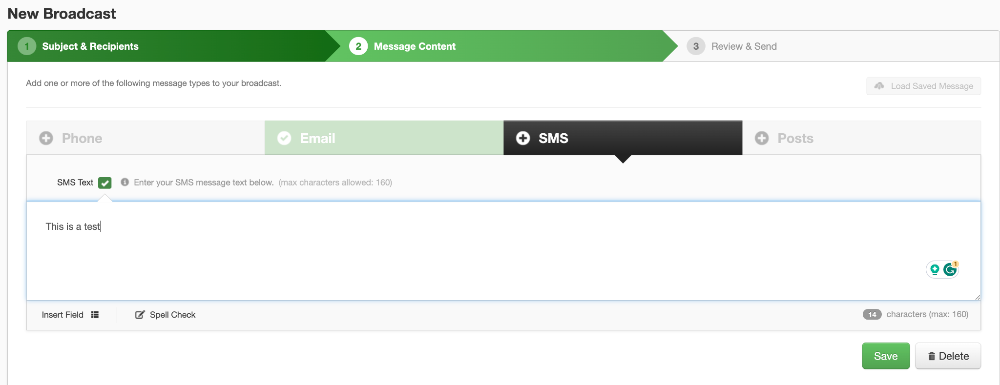 New Broadcast
1 Subject & Recipients 2 Message Content 3 Review & Send
Add one or more of the following message types to your broadcast.
Load Saved Message
Phone Email SMS Posts
SMS Text Enter your SMS message text below. (max characters allowed: 160)
This is a test
1
Insert Field Spell Check 14 characters (max: 160)
Save Delete